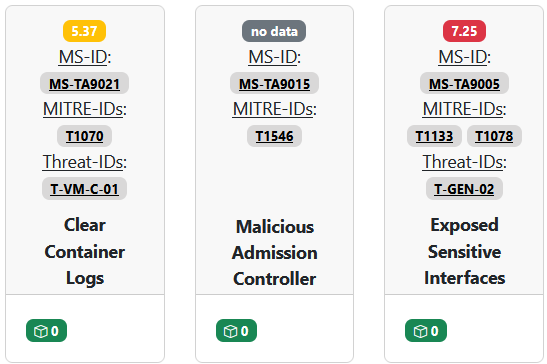 5.37
MS-ID:
MS-TA9021
MITRE-IDs:
T1070
Threat-IDs:
T-VM-C-01
Clear
Container
Logs
0
no data
MS-ID:
MS-TA9015
MITRE-IDs:
T1546
Malicious
Admission
Controller
0
7.25
MS-ID:
MS-TA9005
MITRE-IDs:
T1133 T1078
Threat-IDs:
T-GEN-02
Exposed
Sensitive
Interfaces
0